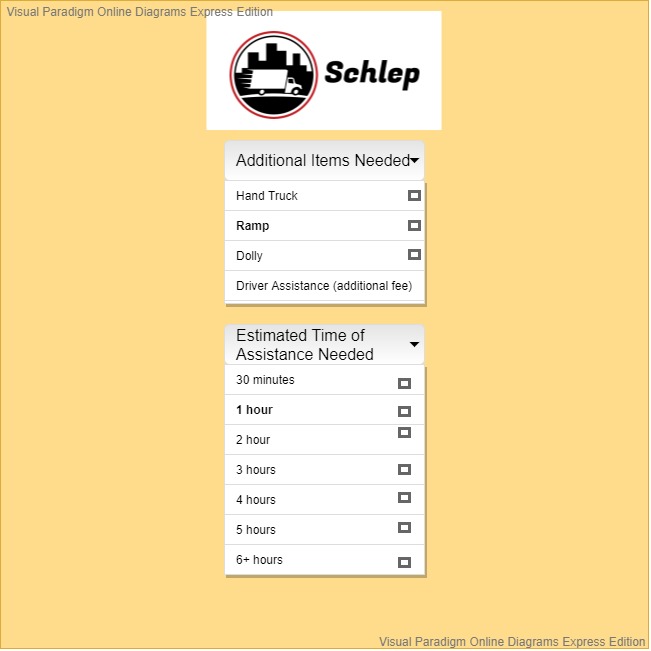 Visual Paradigm Online Diagrams Express Edition
Schlep
Additional Items Needed
Hand Truck
Ramp
Dolly
Driver Assistance (additional fee)
Estimated Time of
Assistance Needed
30 minutes
1 hour
2 hour
3 hours
4 hours
5 hours
6+ hours
Visual Paradigm Online Diagrams Express Edition